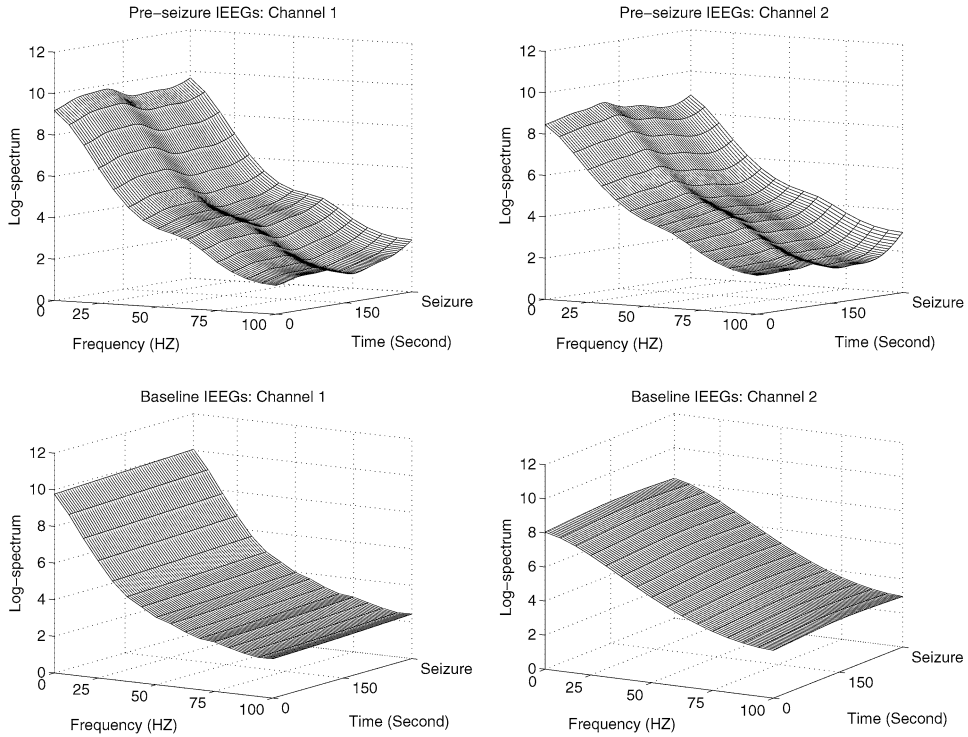 Pre−seizure IEEGs: Channel 1
12
10
8
6
4
2
0
Log−spectrum
0
25
50
75
100
Frequency (HZ)
0
150
Seizure
Time (Second)
Pre−seizure IEEGs: Channel 2
12
10
8
6
4
2
0
Log−spectrum
0
25
50
75
100
Frequency (HZ)
0
150
Seizure
Time (Second)
Baseline IEEGs: Channel 1
12
10
8
6
4
2
0
Log−spectrum
0
25
50
75
100
Frequency (HZ)
0
150
Seizure
Time (Second)
Baseline IEEGs: Channel 2
12
10
8
6
4
2
0
Log−spectrum
0
25
50
75
100
Frequency (HZ)
0
150
Seizure
Time (Second)